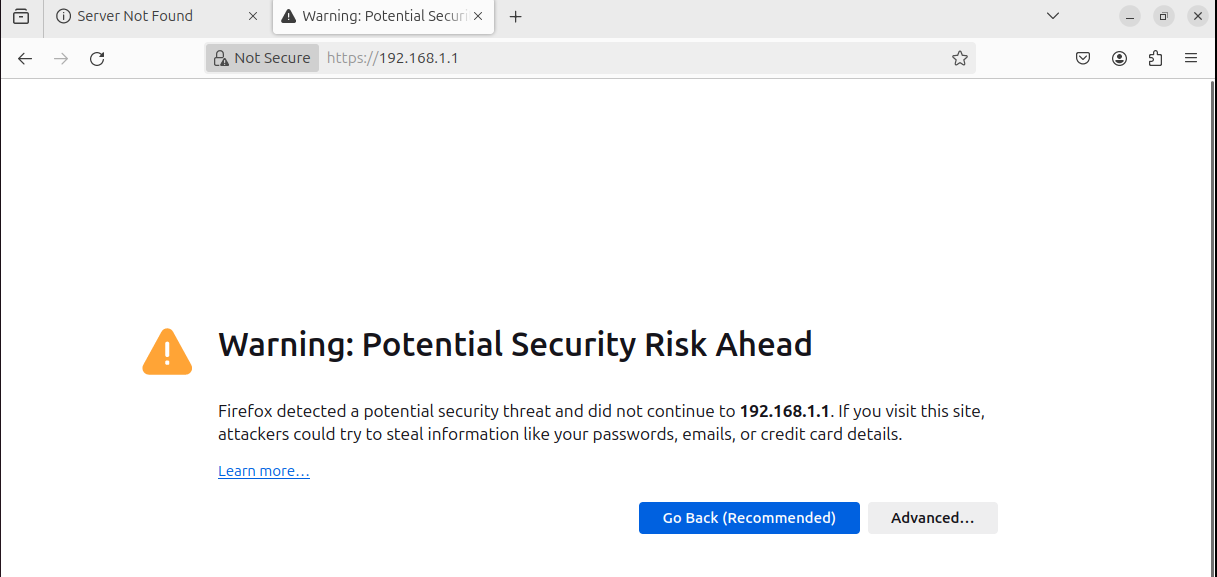 Server Not Found
Warning: Potential Securi
Not Secure https://192.168.1.1
Warning: Potential Security Risk Ahead
Firefox detected a potential security threat and did not continue to 192.168.1.1. If you visit this site,
attackers could try to steal information like your passwords, emails, or credit card details.
Learn more…
Go Back (Recommended) Advanced…